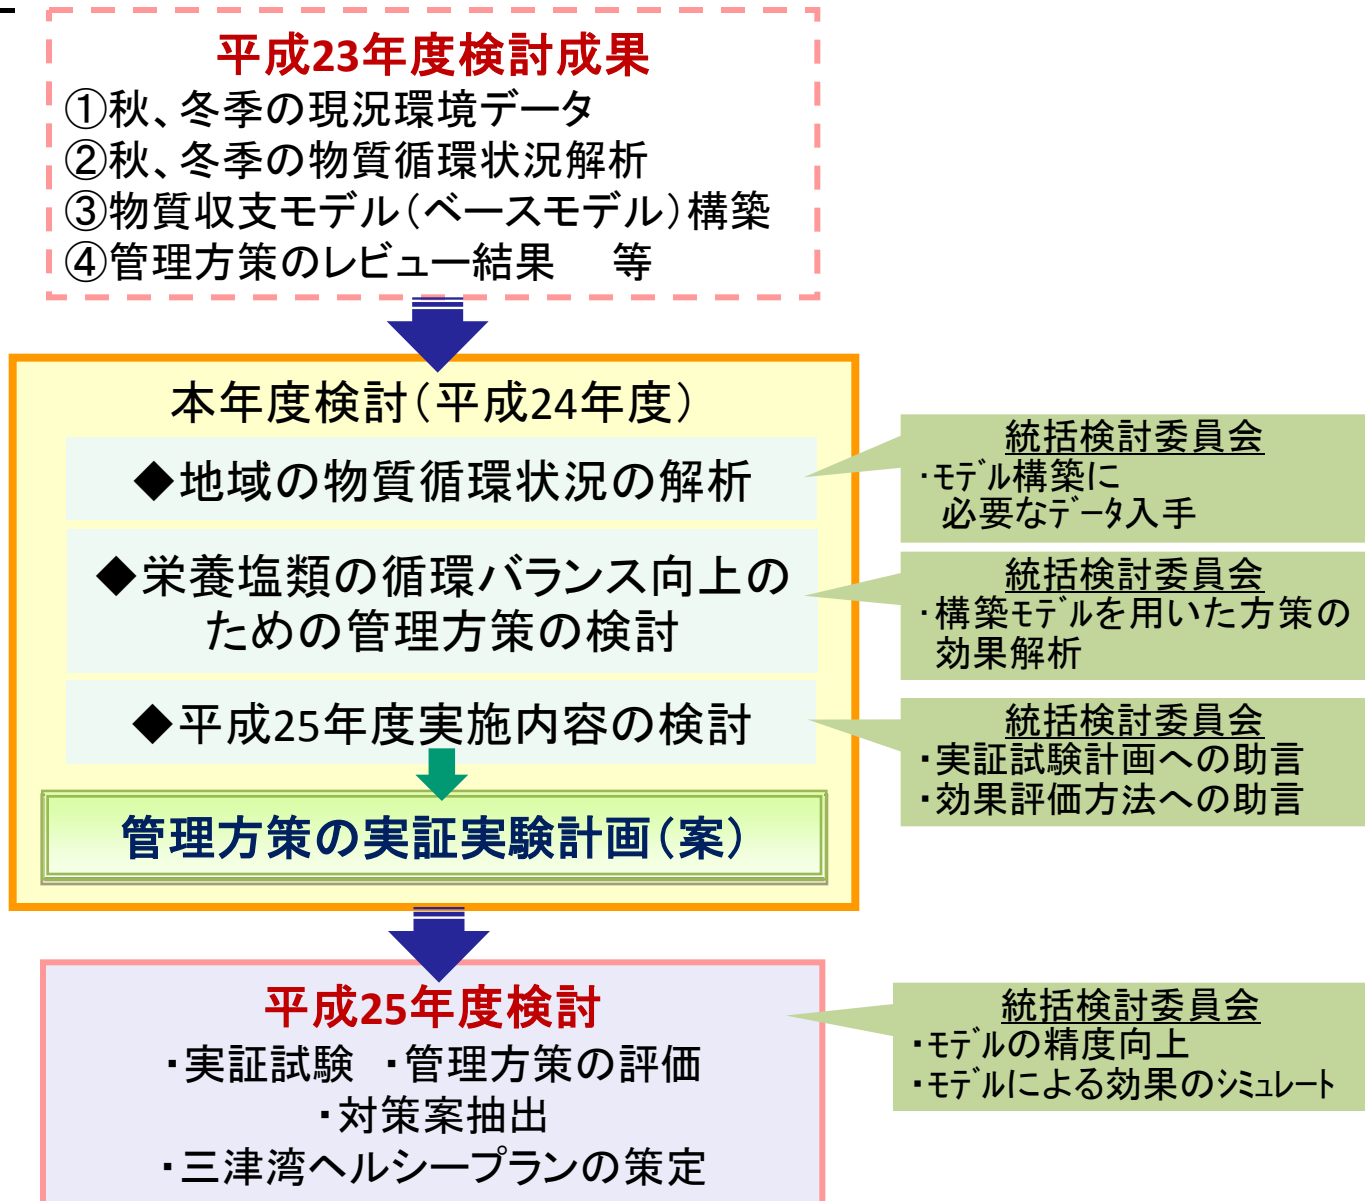 平成23年度検討成果
①秋、冬季の現況環境データ
②秋、冬季の物質循環状況解析
③物質収支モデル（ベースモデル）構築
④管理方策のレビュー結果　等
本年度検討（平成24年度）
◆地域の物質循環状況の解析
◆栄養塩類の循環バランス向上の
ための管理方策の検討
◆平成25年度実施内容の検討
管理方策の実証実験計画（案）
統括検討委員会
・ﾓﾃﾞﾙ構築に
必要なﾃﾞｰﾀ入手
統括検討委員会
・構築ﾓﾃﾞﾙを用いた方策の
効果解析
統括検討委員会
・実証試験計画への助言
・効果評価方法への助言
平成25年度検討
・実証試験　・管理方策の評価
・対策案抽出
・三津湾ヘルシープランの策定
統括検討委員会
・ﾓﾃﾞﾙの精度向上
・ﾓﾃﾞﾙによる効果のｼﾐｭﾚｰﾄ